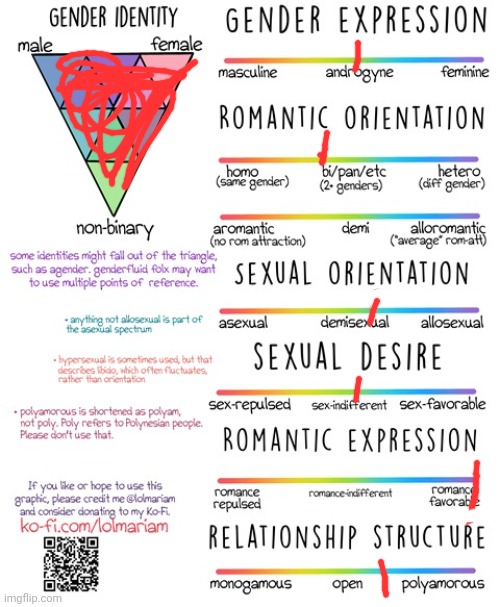 GENDER IDENTITY
male
female
non-binary
some identities might fall out of the triangle,
such as agender. genderfluid folx may want
to use multiple points of reference.
• anything not allosexual is part of
the asexual spectrum
• hypersexual is sometimes used, but that
describes libido, which often fluctuates,
rather than orientation
• polyamorous is shortened as polyam,
not poly. Poly refers to Polynesian people.
Please don't use that.
If you like or hope to use this
graphic, please credit me @lolmariam
and consider donating to my Ko-Fi.
ko-fi.com/lolmariam
GENDER EXPRESSION
masculine androgyne feminine
ROMANTIC ORIENTATION
homo bi/pan/etc hetero
(same gender) (2+ genders) (diff gender)
aromantic demi alloromantic
(no rom attraction) ("average" rom-att)
SEXUAL ORIENTATION
asexual demisexual allosexual
SEXUAL DESIRE
sex-repulsed sex-indifferent sex-favorable
ROMANTIC EXPRESSION
romance romance-indifferent romance
repulsed favorable
RELATIONSHIP STRUCTURE
monogamous open polyamorous
imgflip.com